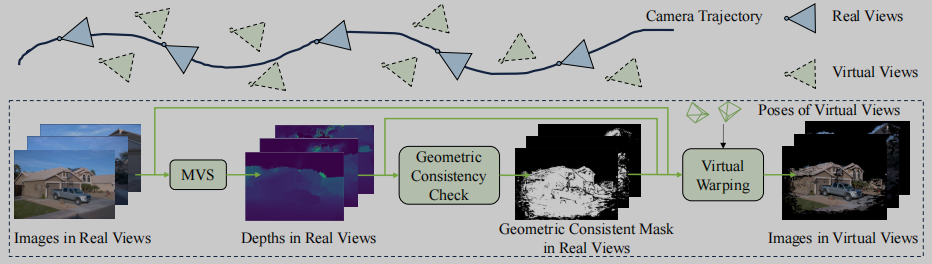 Camera Trajectory
Real Views
Virtual Views
Poses of Virtual Views
MVS
Geometric
Consistency
Check
Virtual
Warping
Images in Real Views
Depths in Real Views
Geometric Consistent Mask
in Real Views
Images in Virtual Views